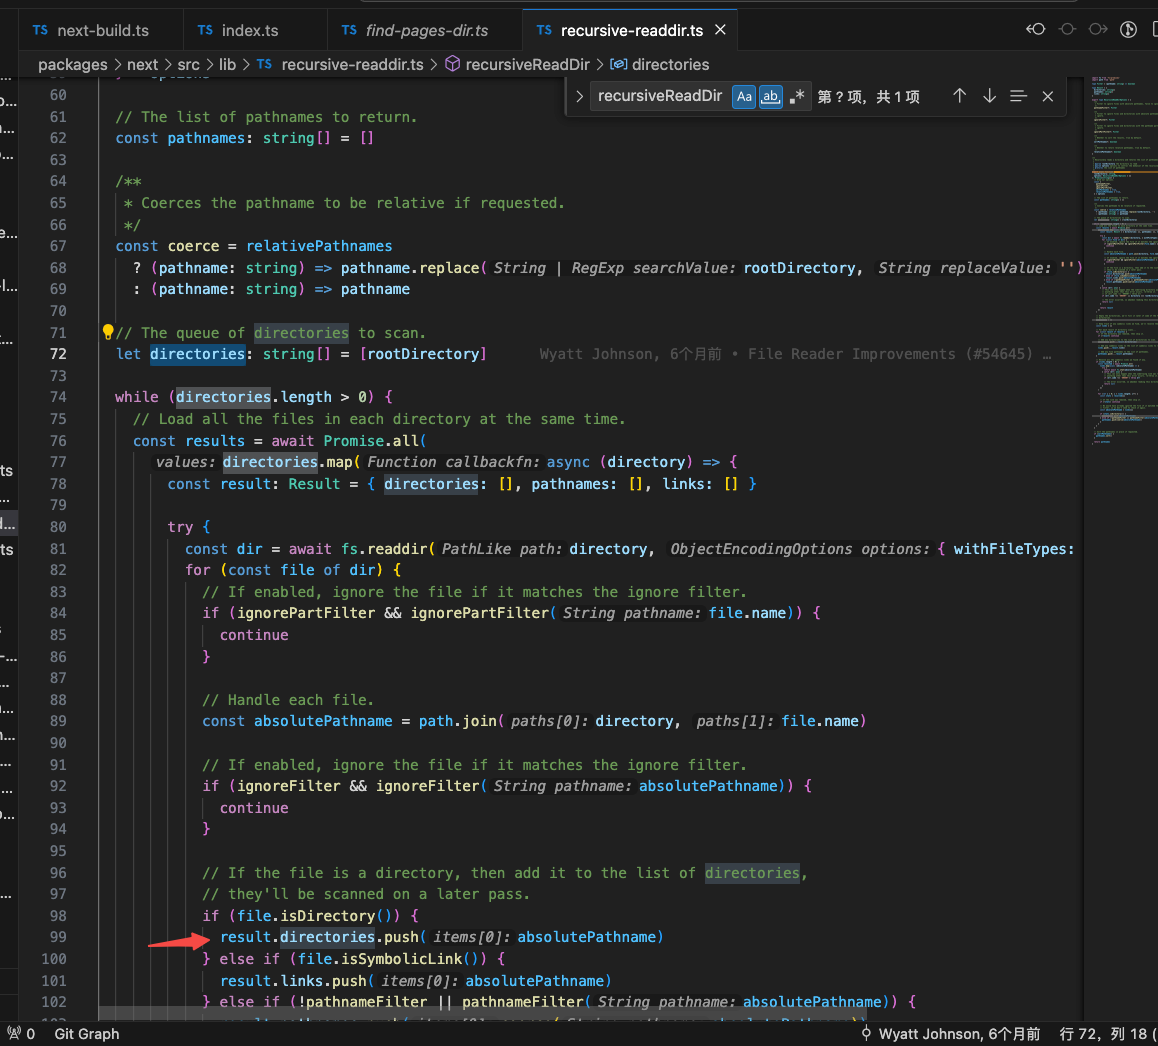 TS next-build.ts TS index.ts TS find-pages-dir.ts TS recursive-readdir.ts
packages > next > src > lib > TS recursive-readdir.ts > recursiveReadDir > directories
recursiveReadDir Aa ab .* 第 ? 项，共 1 项
60
61 // The list of pathnames to return.
62 const pathnames: string[] = []
63
64 /**
65 * Coerces the pathname to be relative if requested.
66 */
67 const coerce = relativePathnames
68 ? (pathname: string) => pathname.replace( String | RegExp searchValue: rootDirectory, String replaceValue: '')
69 : (pathname: string) => pathname
70
71 // The queue of directories to scan.
72 let directories: string[] = [rootDirectory] Wyatt Johnson, 6个月前 • File Reader Improvements (#54645) …
73
74 while (directories.length > 0) {
75 // Load all the files in each directory at the same time.
76 const results = await Promise.all(
77 values: directories.map( Function callbackfn: async (directory) => {
78 const result: Result = { directories: [], pathnames: [], links: [] }
79
80 try {
81 const dir = await fs.readdir( PathLike path: directory, ObjectEncodingOptions options: { withFileTypes:
82 for (const file of dir) {
83 // If enabled, ignore the file if it matches the ignore filter.
84 if (ignorePartFilter && ignorePartFilter( String pathname: file.name)) {
85 continue
86 }
87
88 // Handle each file.
89 const absolutePathname = path.join( paths[0]: directory, paths[1]: file.name)
90
91 // If enabled, ignore the file if it matches the ignore filter.
92 if (ignoreFilter && ignoreFilter( String pathname: absolutePathname)) {
93 continue
94 }
95
96 // If the file is a directory, then add it to the list of directories,
97 // they'll be scanned on a later pass.
98 if (file.isDirectory()) {
99 result.directories.push( items[0]: absolutePathname)
100 } else if (file.isSymbolicLink()) {
101 result.links.push( items[0]: absolutePathname)
102 } else if (!pathnameFilter || pathnameFilter( String pathname: absolutePathname)) {
0 Git Graph Wyatt Johnson, 6个月前 行 72，列 18 (